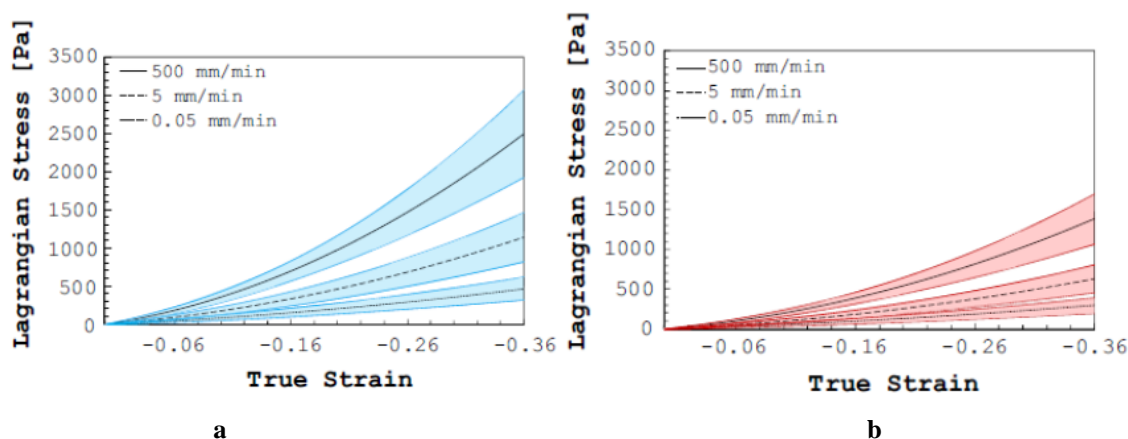 Lagrangian Stress [Pa]
3500
3000
2500
2000
1500
1000
500
0
500 mm/min
5 mm/min
0.05 mm/min
-0.06
-0.16
-0.26
-0.36
True Strain
a
Lagrangian Stress [Pa]
3500
3000
2500
2000
1500
1000
500
0
500 mm/min
5 mm/min
0.05 mm/min
-0.06
-0.16
-0.26
-0.36
True Strain
b